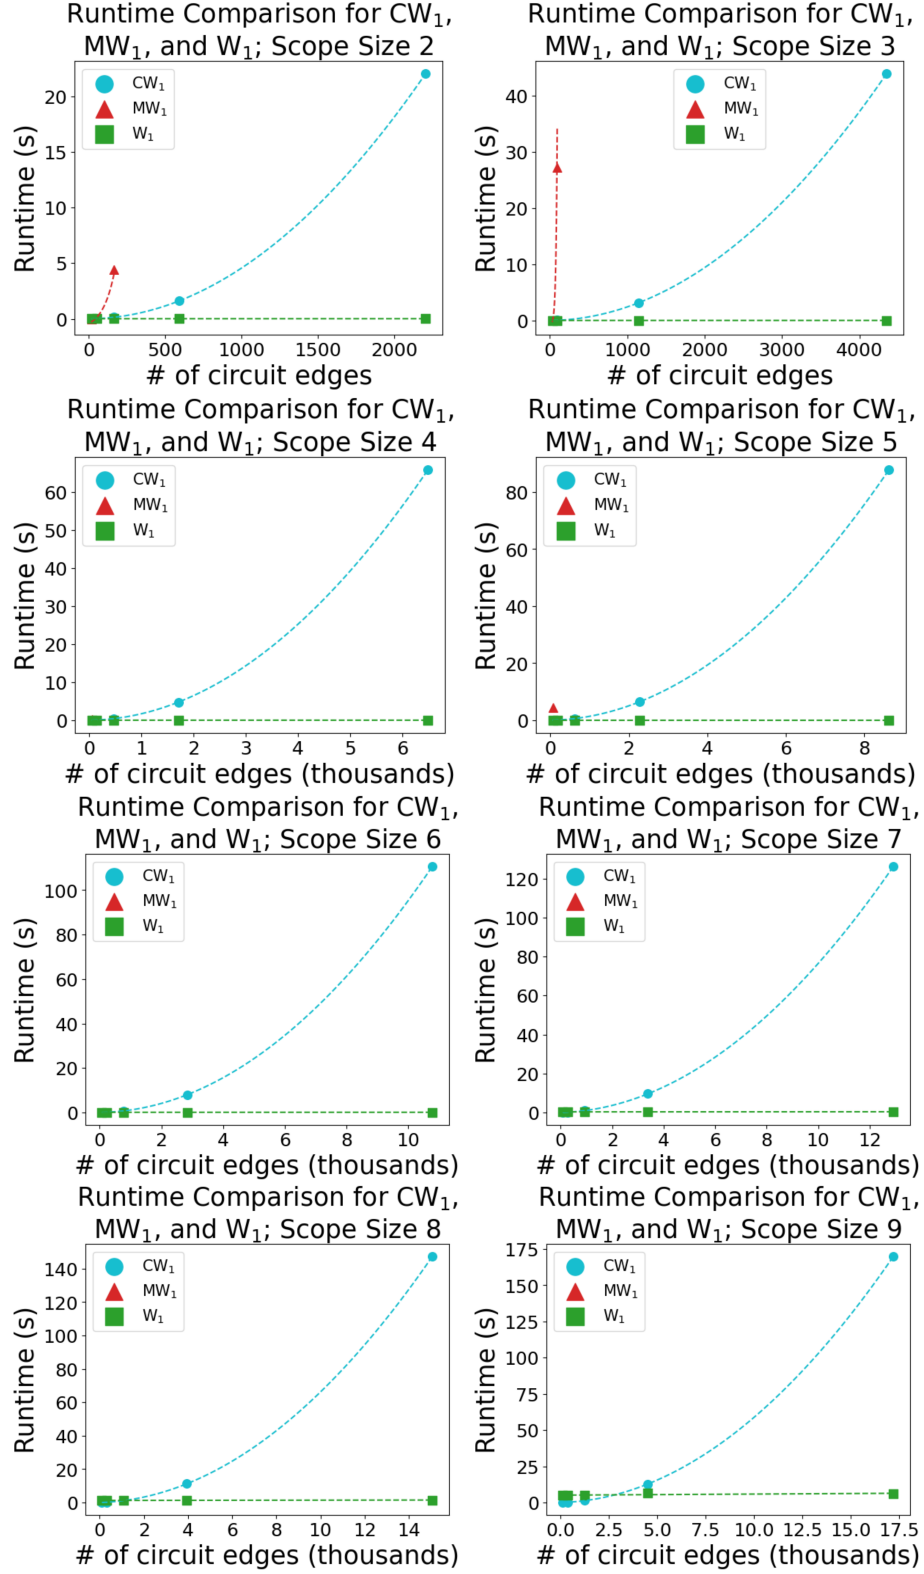 Runtime Comparison for CW₁,
MW₁, and W₁; Scope Size 2
Runtime (s)
20
15
10
5
0
CW₁
MW₁
W₁
0 500 1000 1500 2000
# of circuit edges
Runtime Comparison for CW₁,
MW₁, and W₁; Scope Size 3
Runtime (s)
40
30
20
10
0
CW₁
MW₁
W₁
0 1000 2000 3000 4000
# of circuit edges
Runtime Comparison for CW₁,
MW₁, and W₁; Scope Size 4
Runtime (s)
60
50
40
30
20
10
0
CW₁
MW₁
W₁
0 1 2 3 4 5 6
# of circuit edges (thousands)
Runtime Comparison for CW₁,
MW₁, and W₁; Scope Size 5
Runtime (s)
80
60
40
20
0
CW₁
MW₁
W₁
0 2 4 6 8
# of circuit edges (thousands)
Runtime Comparison for CW₁,
MW₁, and W₁; Scope Size 6
Runtime (s)
100
80
60
40
20
0
CW₁
MW₁
W₁
0 2 4 6 8 10
# of circuit edges (thousands)
Runtime Comparison for CW₁,
MW₁, and W₁; Scope Size 7
Runtime (s)
120
100
80
60
40
20
0
CW₁
MW₁
W₁
0 2 4 6 8 10 12
# of circuit edges (thousands)
Runtime Comparison for CW₁,
MW₁, and W₁; Scope Size 8
Runtime (s)
140
120
100
80
60
40
20
0
CW₁
MW₁
W₁
0 2 4 6 8 10 12 14
# of circuit edges (thousands)
Runtime Comparison for CW₁,
MW₁, and W₁; Scope Size 9
Runtime (s)
175
150
125
100
75
50
25
0
CW₁
MW₁
W₁
0.0 2.5 5.0 7.5 10.0 12.5 15.0 17.5
# of circuit edges (thousands)